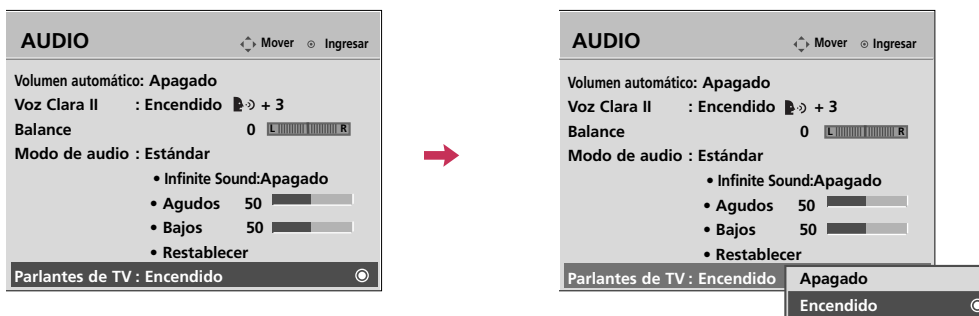 AUDIO Mover Ingresar
Volumen automático: Apagado
Voz Clara II : Encendido + 3
Balance 0 L R
Modo de audio : Estándar
• Infinite Sound:Apagado
• Agudos 50
• Bajos 50
• Restablecer
Parlantes de TV : Encendido
AUDIO Mover Ingresar
Volumen automático: Apagado
Voz Clara II : Encendido + 3
Balance 0 L R
Modo de audio : Estándar
• Infinite Sound:Apagado
• Agudos 50
• Bajos 50
• Restablecer
Parlantes de TV : Encendido
Apagado
Encendido